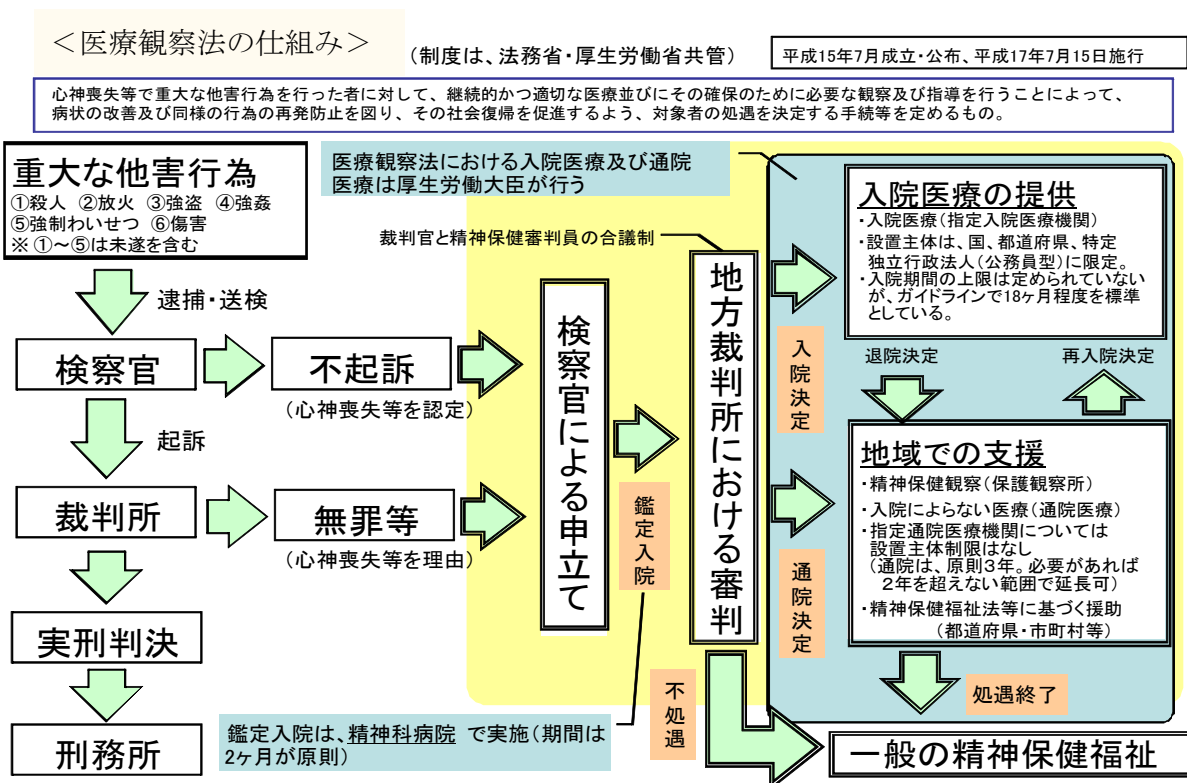 ＜医療観察法の仕組み＞
（制度は、法務省・厚生労働省共管）
平成15年7月成立・公布、平成17年7月15日施行
心神喪失等で重大な他害行為を行った者に対して、継続的かつ適切な医療並びにその確保のために必要な観察及び指導を行うことによって、
病状の改善及び同様の行為の再発防止を図り、その社会復帰を促進するよう、対象者の処遇を決定する手続等を定めるもの。
重大な他害行為
①殺人 ②放火 ③強盗 ④強姦
⑤強制わいせつ ⑥傷害
※ ①～⑤は未遂を含む
逮捕・送検
検察官
起訴
裁判所
実刑判決
刑務所
不起訴
（心神喪失等を認定）
無罪等
（心神喪失等を理由）
検察官による申立て
鑑定入院
鑑定入院は、精神科病院 で実施（期間は
2ヶ月が原則）
医療観察法における入院医療及び通院
医療は厚生労働大臣が行う
裁判官と精神保健審判員の合議制
地方裁判所における審判
入院決定
通院決定
不処遇
入院医療の提供
・入院医療（指定入院医療機関）
・設置主体は、国、都道府県、特定
独立行政法人（公務員型）に限定。
・入院期間の上限は定められていない
が、ガイドラインで18ヶ月程度を標準
としている。
退院決定
再入院決定
地域での支援
・精神保健観察（保護観察所）
・入院によらない医療（通院医療）
・指定通院医療機関については
設置主体制限はなし
（通院は、原則３年。必要があれば
２年を超えない範囲で延長可）
・精神保健福祉法等に基づく援助
（都道府県・市町村等）
処遇終了
一般の精神保健福祉